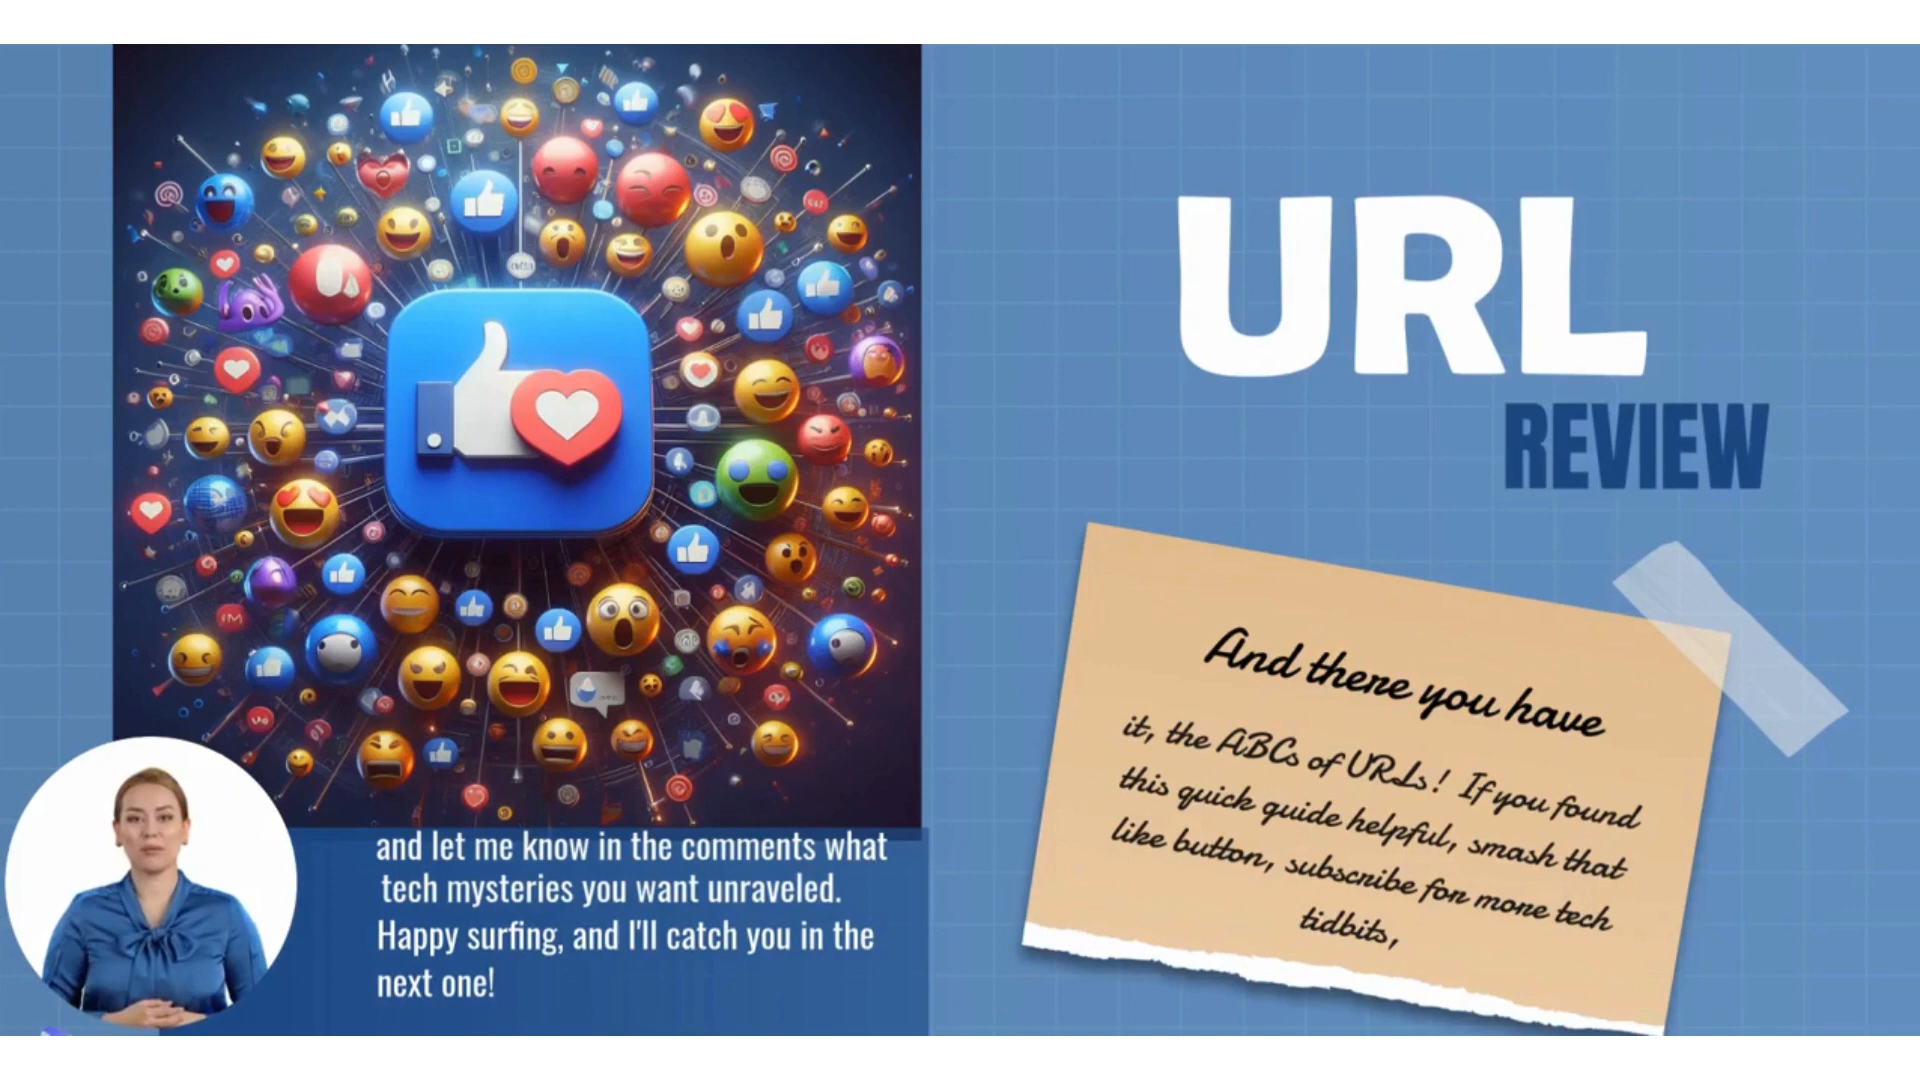 URL
REVIEW
And there you have
it, the ABCs of URLs! If you found
this quick guide helpful, smash that
like button, subscribe for more tech
tidbits,
and let me know in the comments what
tech mysteries you want unraveled.
Happy surfing, and I'll catch you in the
next one!